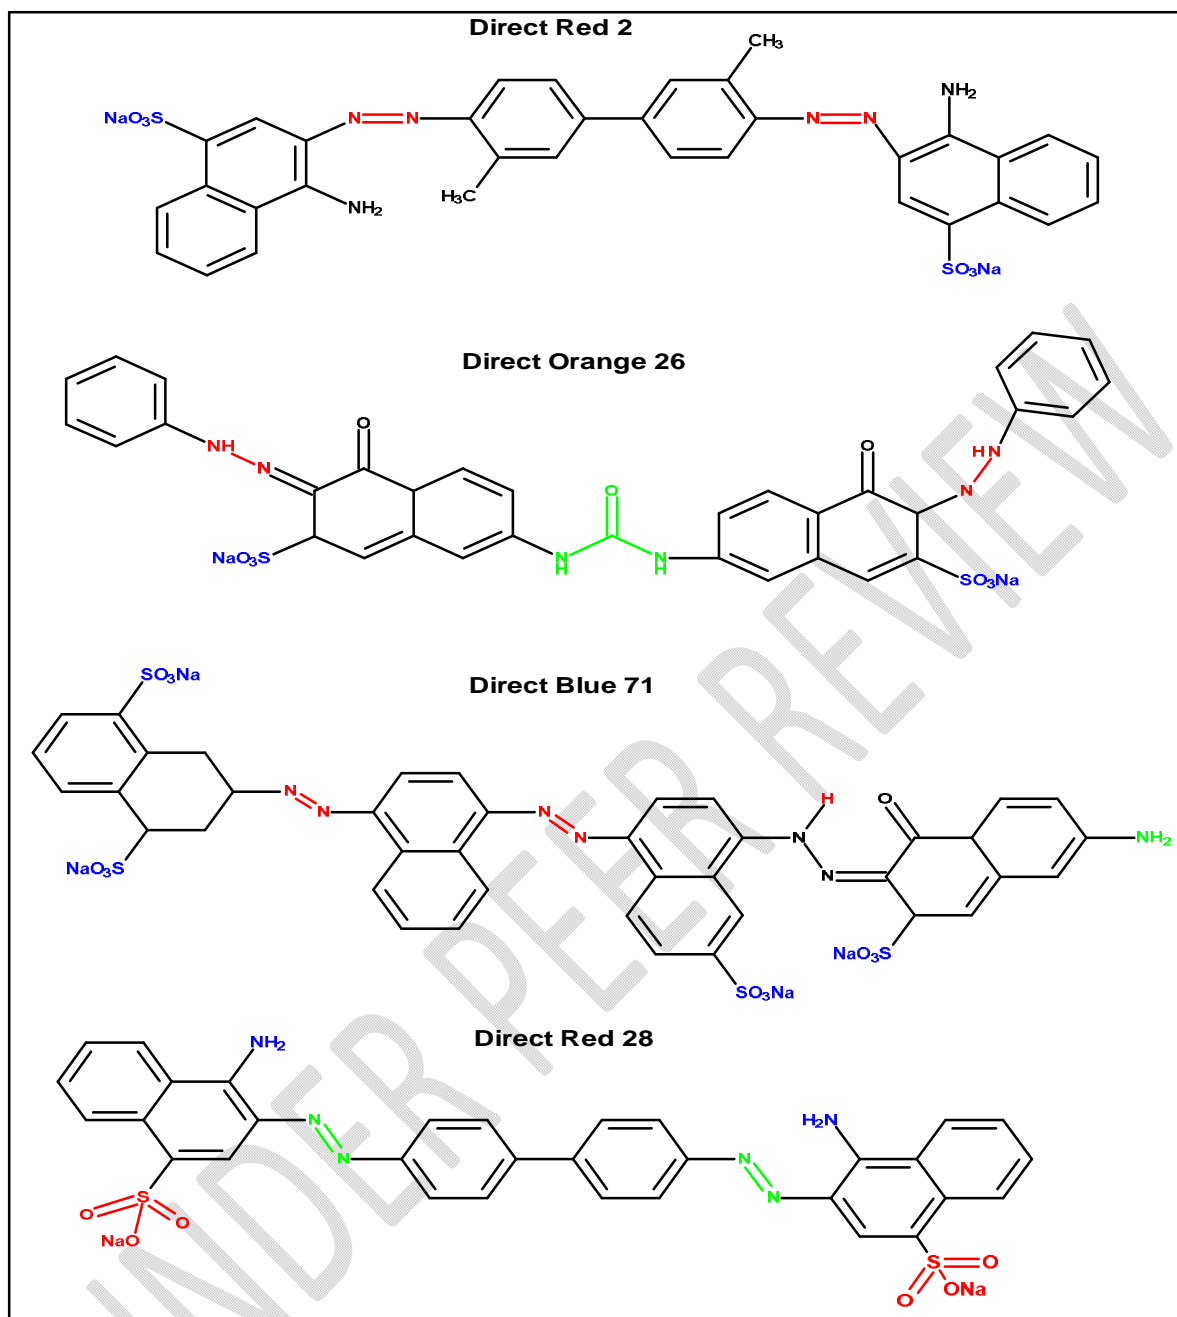 Direct Red 2
CH₃
NaO₃S
N N
N N
NH₂
NH₂
H₃C
SO₃Na
Direct Orange 26
O
NH
N
O
H N
N
O
NaO₃S
N
H
N
H
SO₃Na
SO₃Na
Direct Blue 71
N
N
N
N
H
O
N
N
NH₂
NaO₃S
NaO₃S
SO₃Na
Direct Red 28
NH₂
H₂N
N
N
N
N
S
O
O
NaO
S
O
O
ONa
UNDER PEER REVIEW